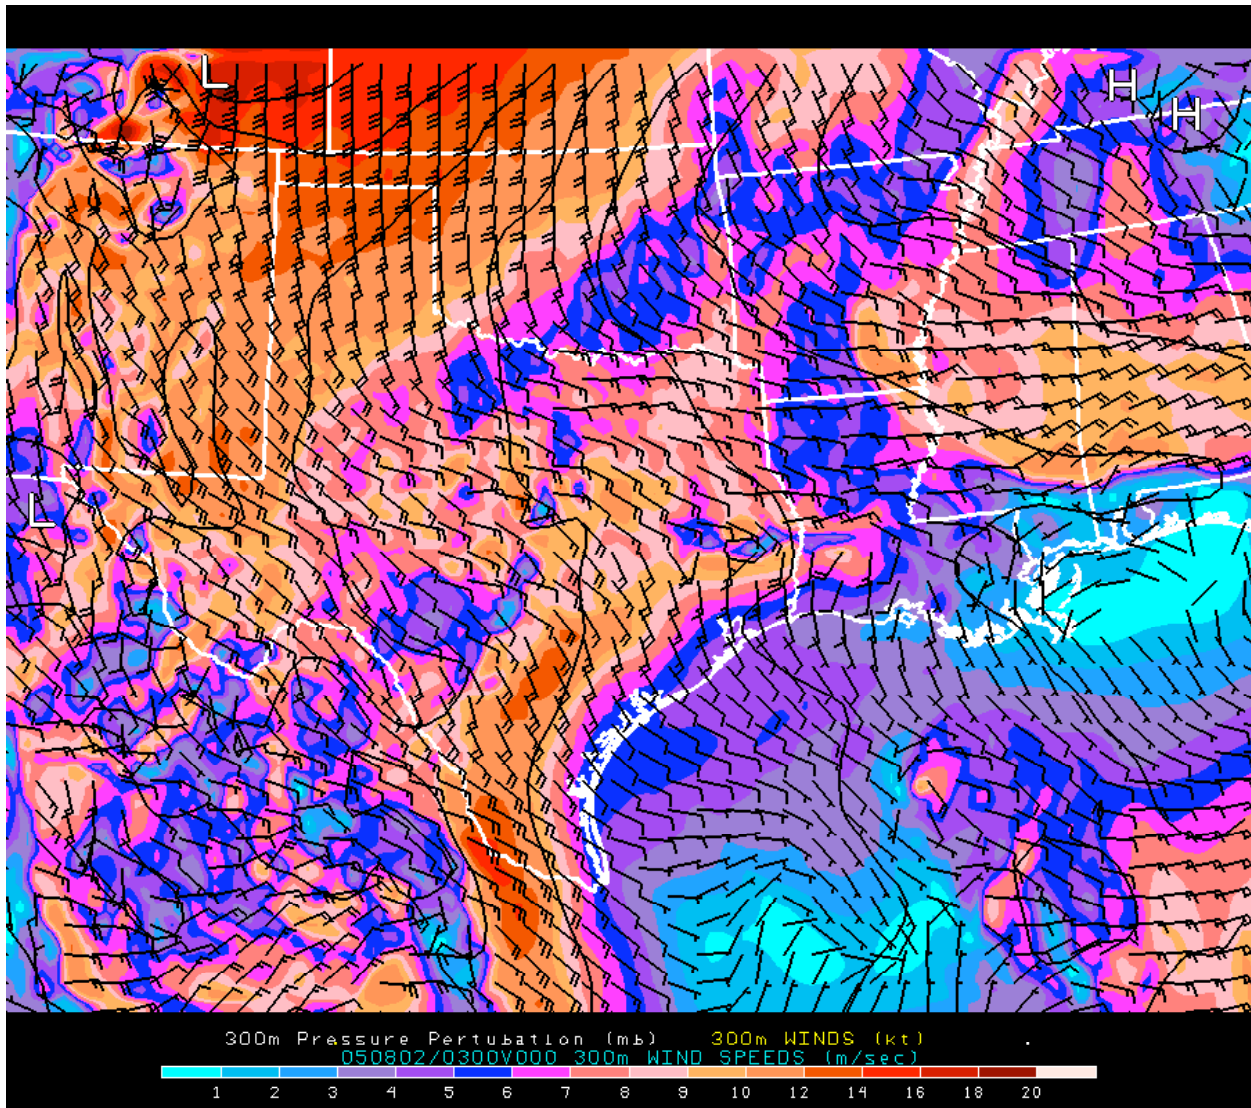 L
H
H
L
300m Pressure Pertubation (mb) 300m WINDS (kt) .
050802/0300V000 300m WIND SPEEDS (m/sec)
1 2 3 4 5 6 7 8 9 10 12 14 16 18 20